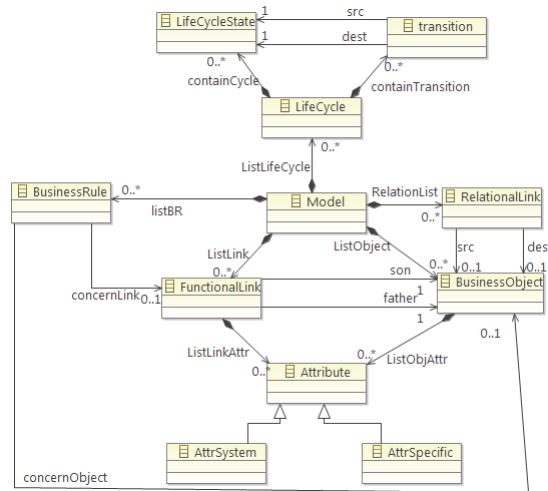 LifeCycleState
1
src
transition
1
dest
0..*
0..*
containCycle
containTransition
LifeCycle
0..*
ListLifeCycle
BusinessRule
0..*
listBR
Model
RelationList
0..*
RelationalLink
ListLink
ListObject
src
des
0..*
0..*
0..1
0..1
concernLink
0..1
FunctionalLink
son
1
father
1
BusinessObject
0..1
ListLinkAttr
0..*
Attribute
0..*
ListObjAttr
AttrSystem
AttrSpecific
concernObject